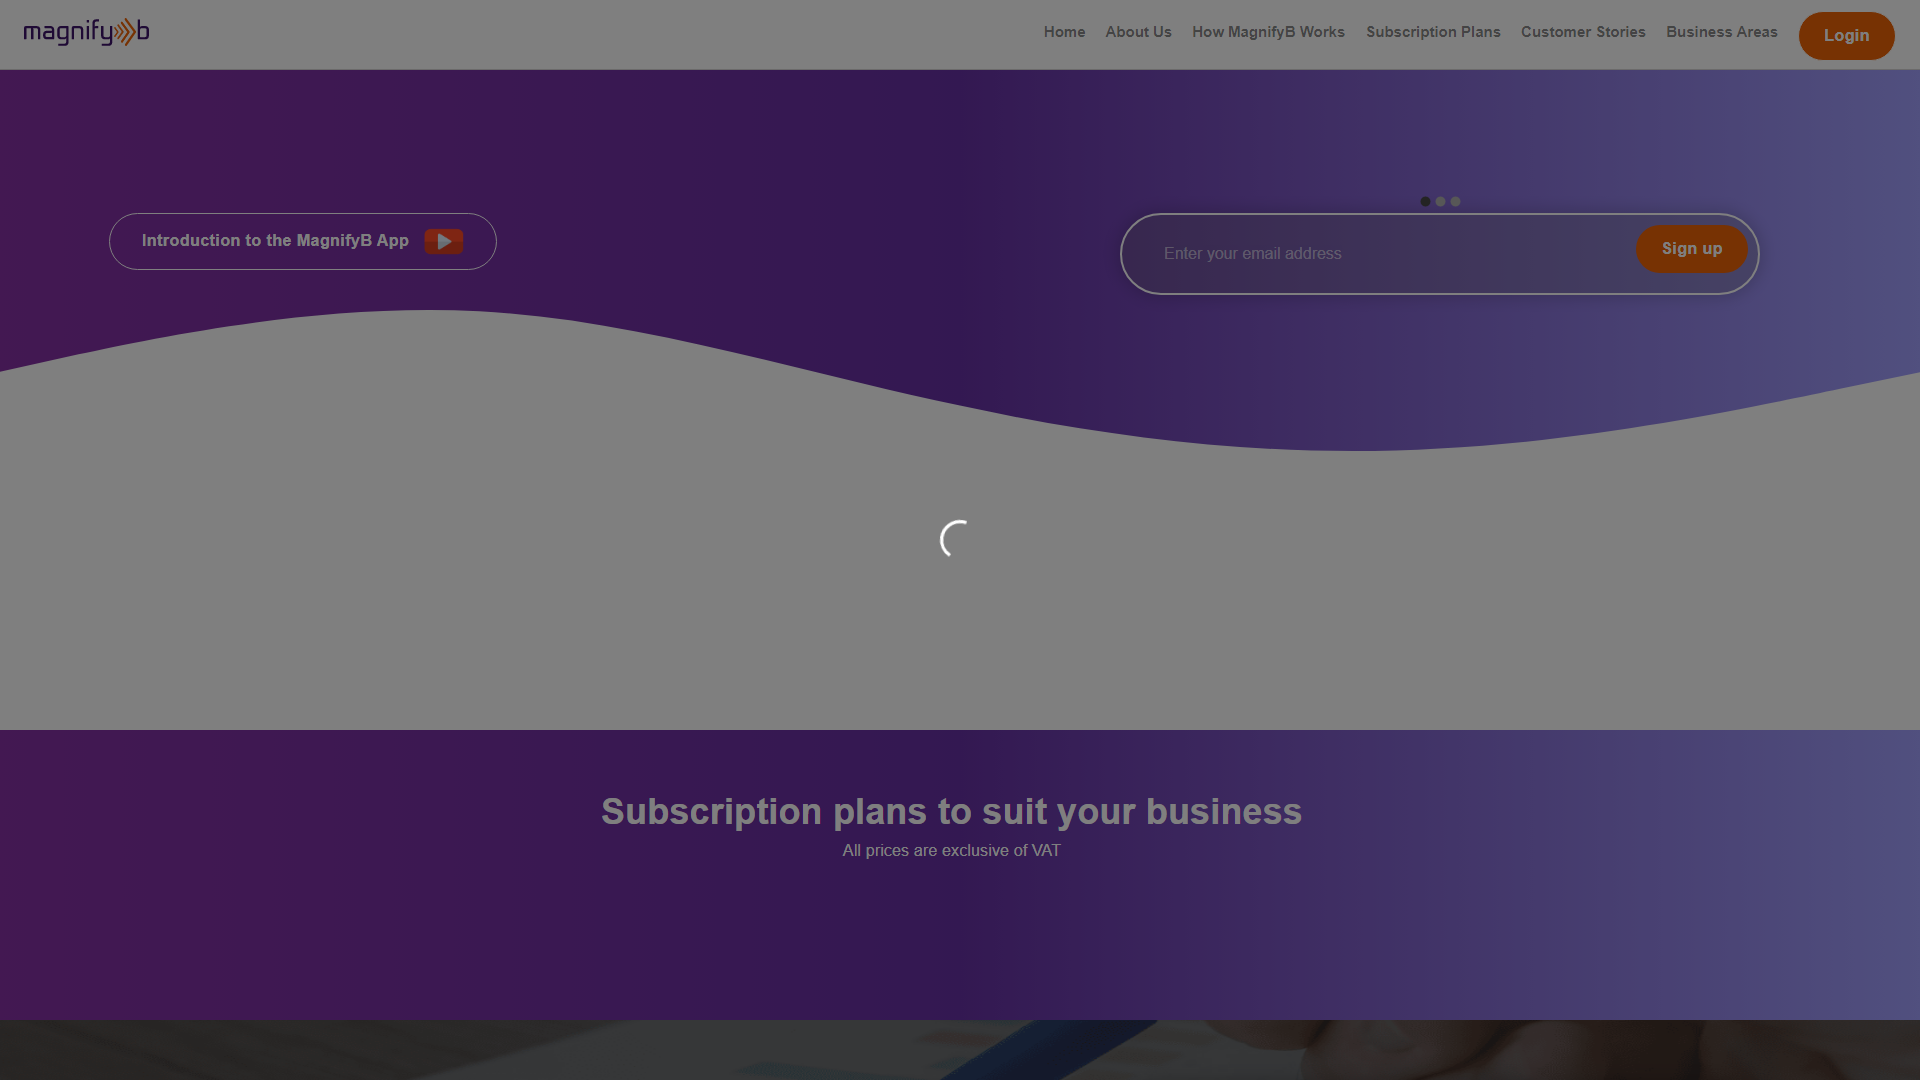 magnifyb
Home About Us How MagnifyB Works Subscription Plans Customer Stories Business Areas Login
Introduction to the MagnifyB App
Enter your email address
Sign up
Subscription plans to suit your business
All prices are exclusive of VAT